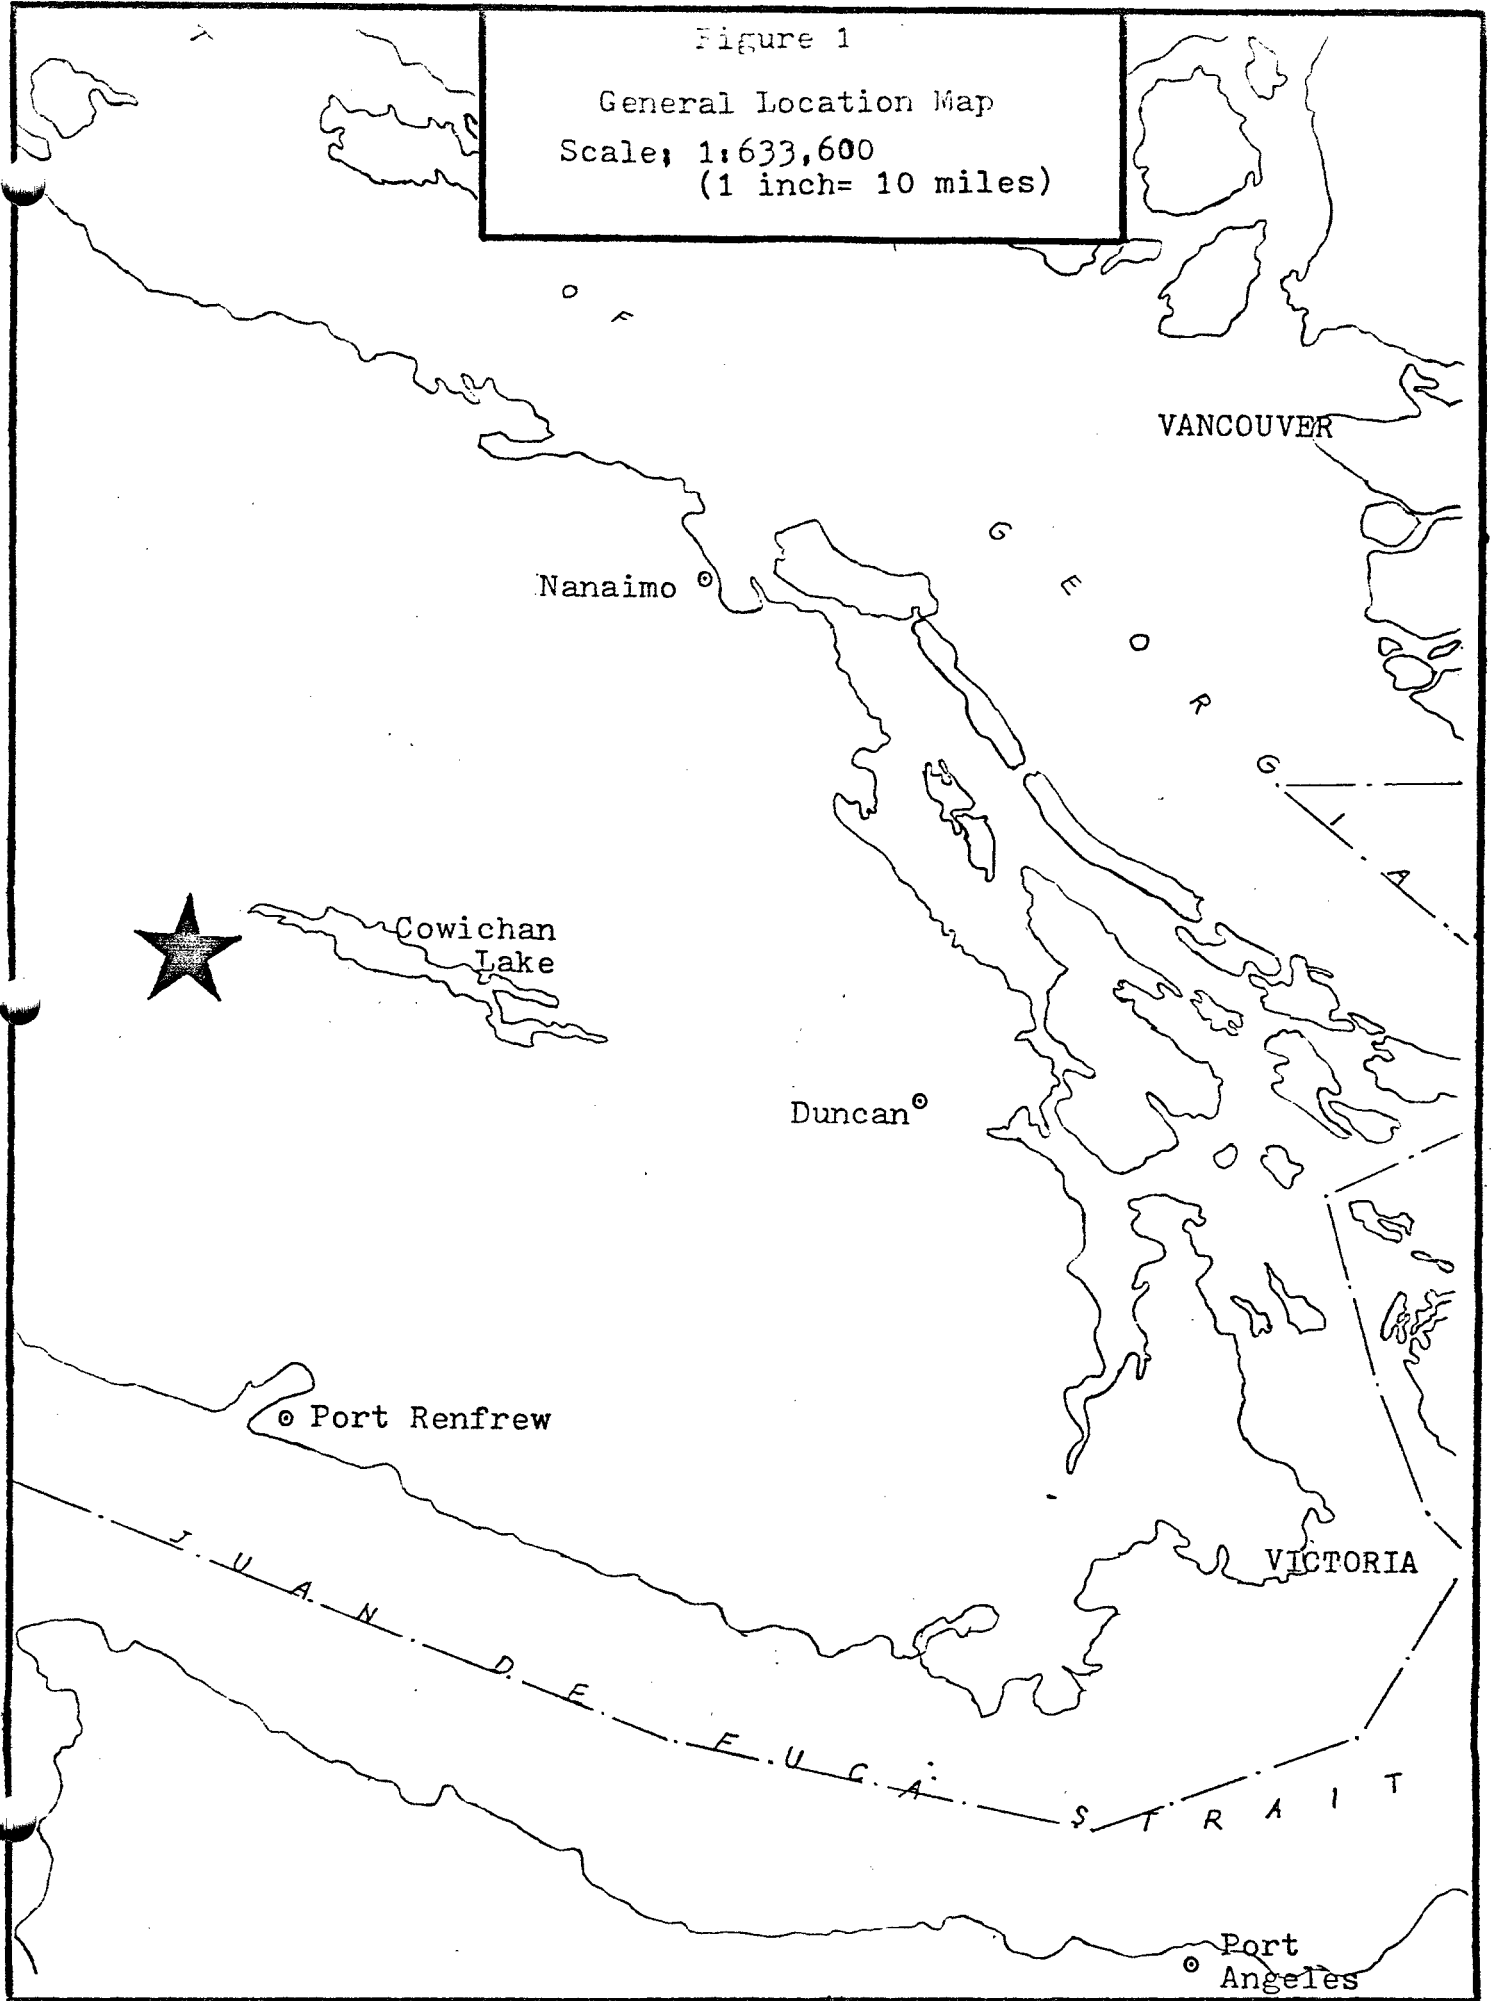 Figure 1
General Location Map
Scale; 1:633,600
(1 inch= 10 miles)
T
O F
VANCOUVER
G E O R G I A
Nanaimo
Cowichan
Lake
Duncan
Port Renfrew
VICTORIA
J U A N D E F U C A S T R A I T
Port
Angeles